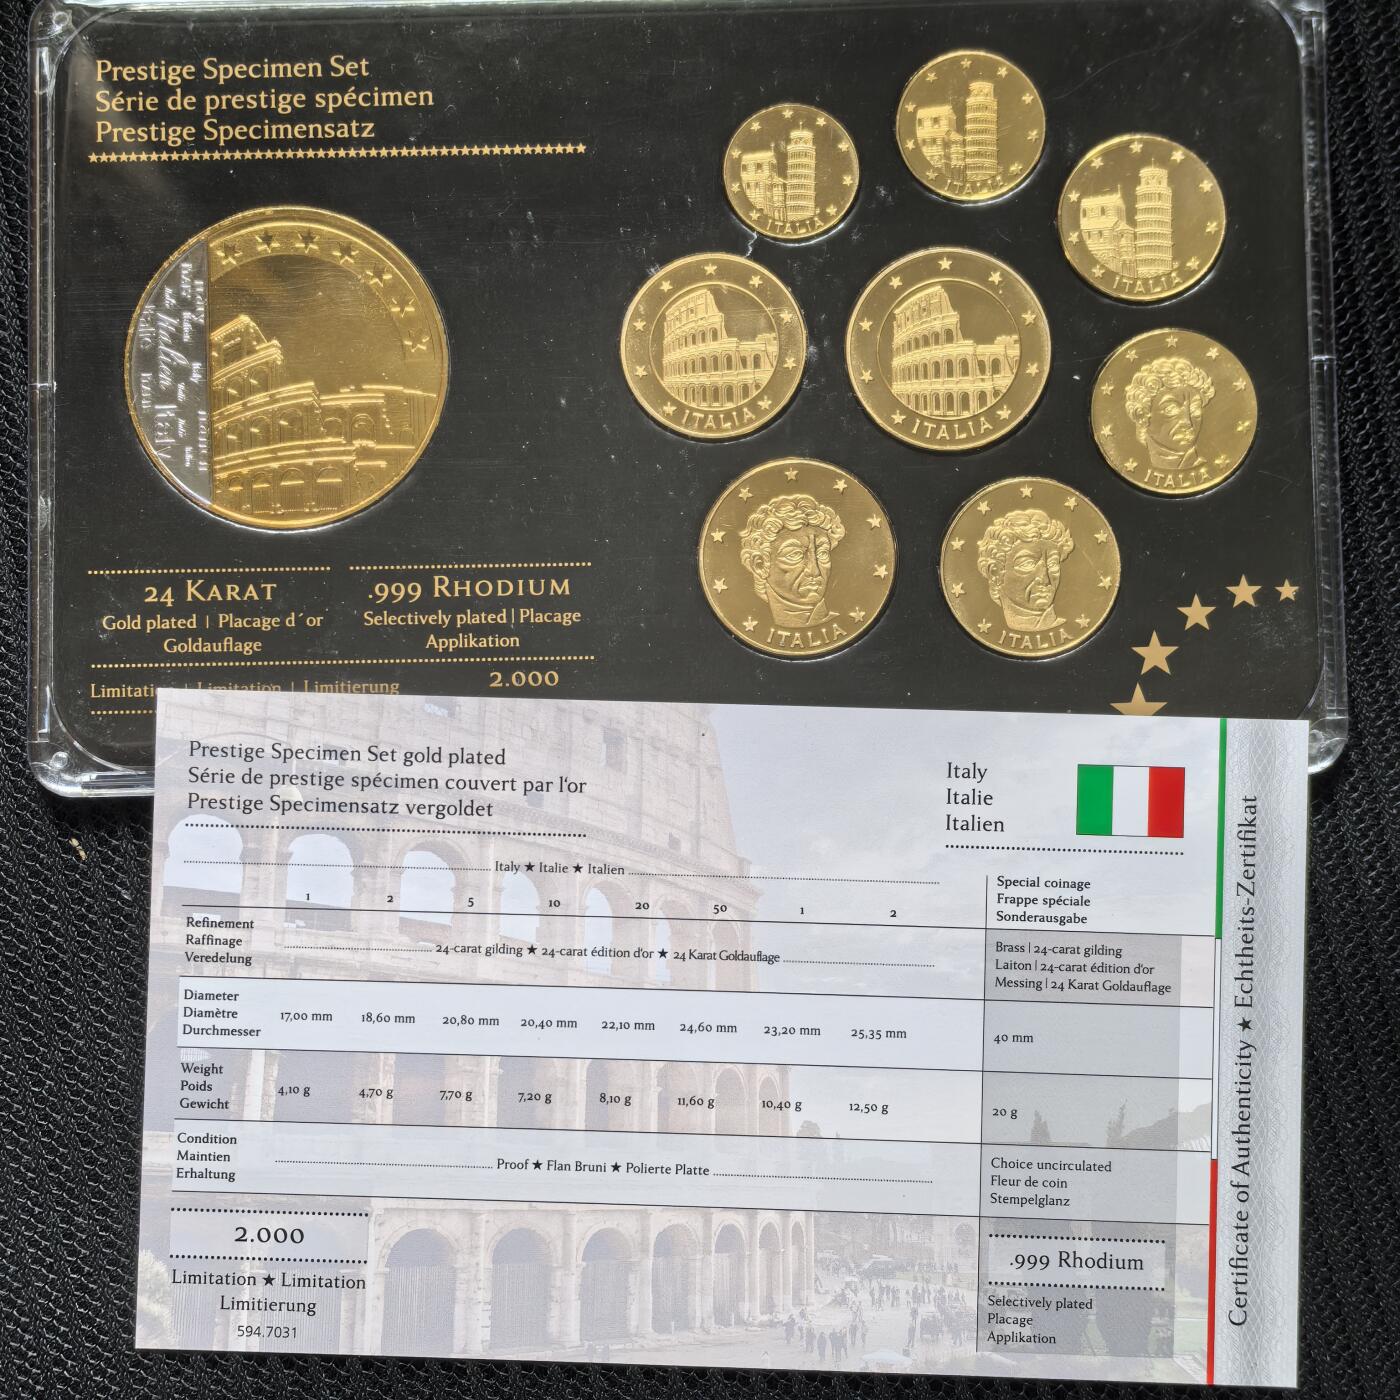 Prestige Specimen Set
Série de prestige spécimen
Prestige Specimensatz
ITALIA
ITALIA
ITALIA
ITALIA
ITALIA
ITALIA
ITALIA
ITALIA
Italien
Italy
24 KARAT
Gold plated | Placage d´or
Goldauflage
.999 RHODIUM
Selectively plated | Placage
Applikation
Limitation | Limitierung
2.000
Prestige Specimen Set gold plated
Série de prestige spécimen couvert par l'or
Prestige Specimensatz vergoldet
Italy
Italie
Italien
Italy ★ Italie ★ Italien
1 2 5 10 20 50 1 2
Special coinage
Frappe spéciale
Sonderausgabe
Refinement
Raffinage
Veredelung
24-carat gilding ★ 24-carat édition d'or ★ 24 Karat Goldauflage
Brass | 24-carat gilding
Laiton | 24-carat édition d'or
Messing | 24 Karat Goldauflage
Diameter
Diamètre
Durchmesser
17,00 mm 18,60 mm 20,80 mm 20,40 mm 22,10 mm 24,60 mm 23,20 mm 25,35 mm
40 mm
Weight
Poids
Gewicht
4,10 g 4,70 g 7,70 g 7,20 g 8,10 g 11,60 g 10,40 g 12,50 g
20 g
Condition
Maintien
Erhaltung
Proof ★ Flan Bruni ★ Polierte Platte
Choice uncirculated
Fleur de coin
Stempelglanz
2.000
Limitation ★ Limitation
Limitierung
594.7031
.999 Rhodium
Selectively plated
Placage
Applikation
Certificate of Authenticity ★ Echtheits-Zertifikat